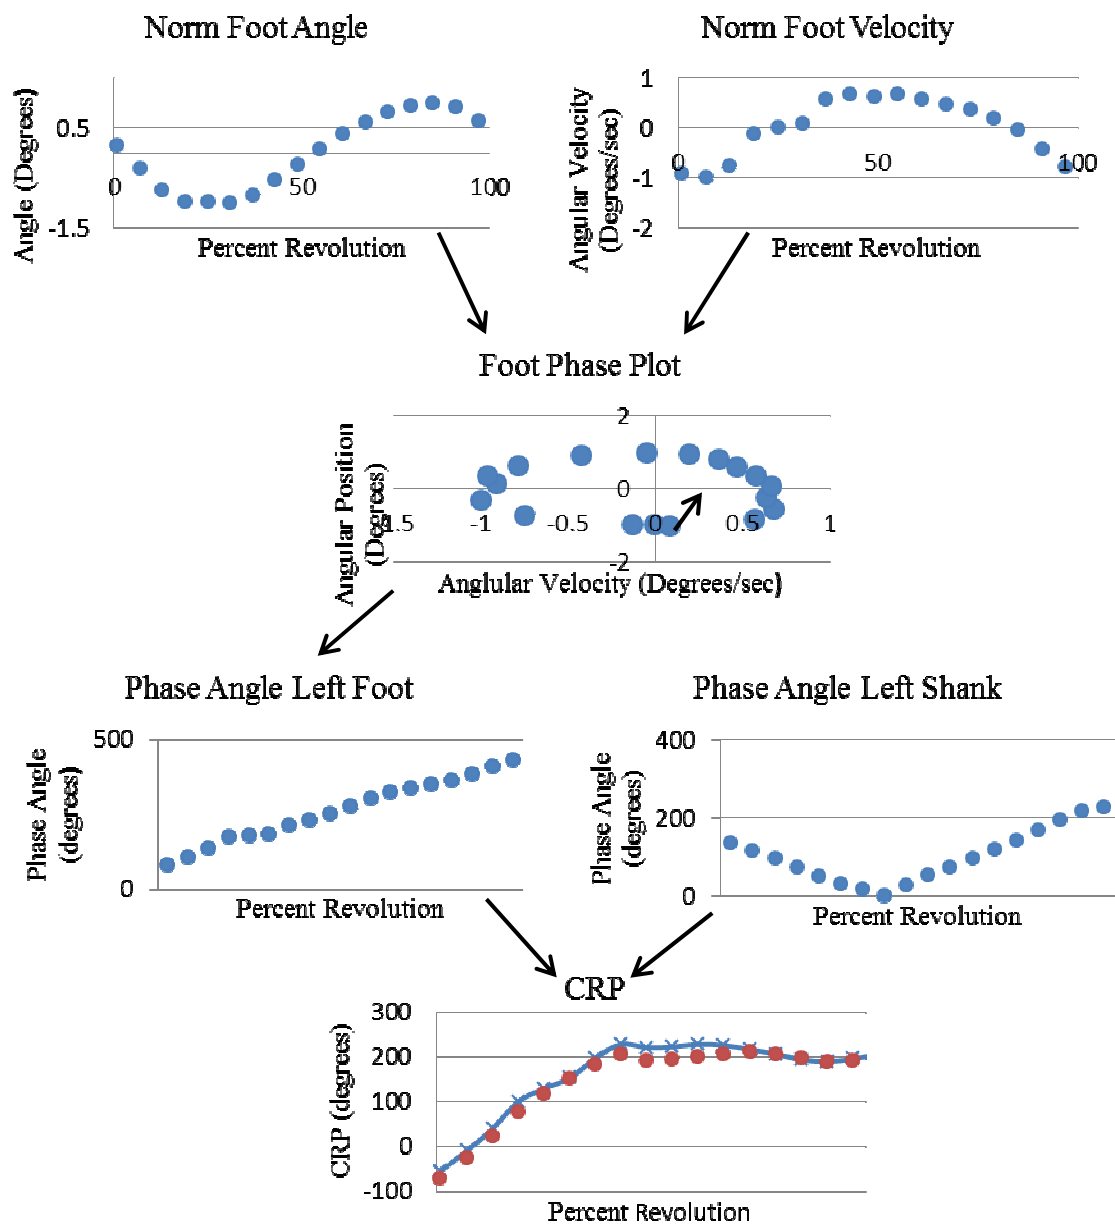 Norm Foot Angle
Angle (Degrees)
0.5
-1.5
0
50
100
Percent Revolution
Norm Foot Velocity
Angular Velocity
(Degrees/sec)
1
0
-1
-2
0
50
100
Percent Revolution
Foot Phase Plot
Angular Position
(Degrees)
2
0
-2
-1.5
-1
-0.5
0
0.5
1
Anglular Velocity (Degrees/sec)
Phase Angle Left Foot
Phase Angle
(degrees)
500
0
Percent Revolution
Phase Angle Left Shank
Phase Angle
(degrees)
400
200
0
Percent Revolution
CRP
CRP (degrees)
300
200
100
0
-100
Percent Revolution